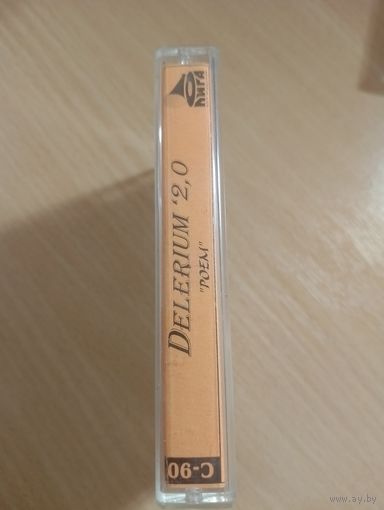 Лига
DELERIUM '2,0
"POEM"
C-90
www.ay.by